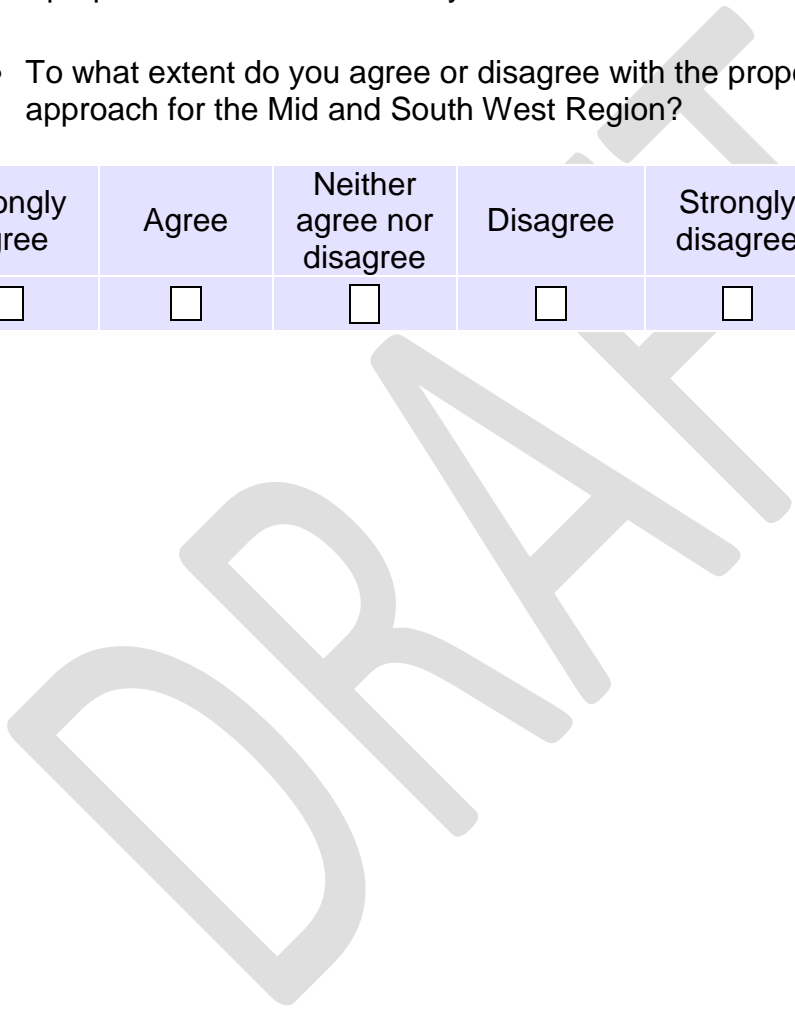 To what extent do you agree or disagree with the
approach for the Mid and South West Region?
Agree
Neither
agree nor
disagree
Disagree
Strongly
disagree
DRAFT